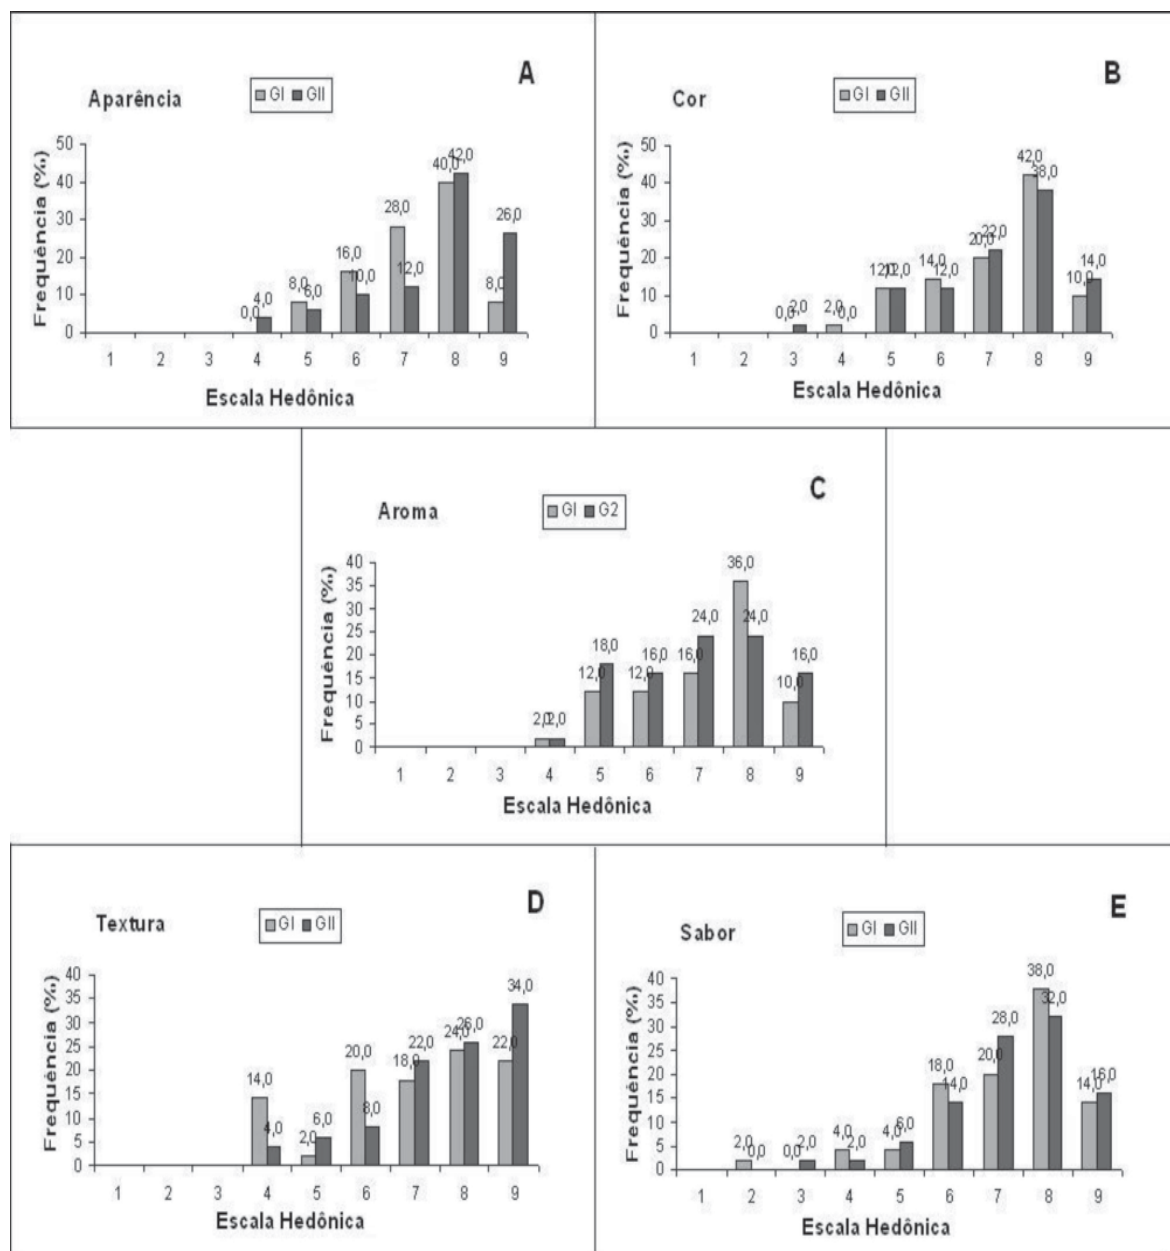 A
Aparência
GI GII
Frequência (%)
50
40
30
20
10
0
0,0 4,0 8,0 6,0 16,0 10,0 28,0 12,0 40,0 42,0 8,0 26,0
1 2 3 4 5 6 7 8 9
Escala Hedônica
B
Cor
GI GII
Frequência (%)
50
40
30
20
10
0
0,0 2,0 2,0 0,0 12,0 12,0 14,0 12,0 20,0 22,0 42,0 38,0 10,0 14,0
1 2 3 4 5 6 7 8 9
Escala Hedônica
C
Aroma
GI G2
Frequência (%)
40
35
30
25
20
15
10
5
0
2,0 2,0 12,0 18,0 12,0 16,0 16,0 24,0 36,0 24,0 10,0 16,0
1 2 3 4 5 6 7 8 9
Escala Hedônica
D
Textura
GI GII
Frequência (%)
40
35
30
25
20
15
10
5
0
14,0 4,0 2,0 6,0 20,0 8,0 18,0 22,0 24,0 26,0 22,0 34,0
1 2 3 4 5 6 7 8 9
Escala Hedônica
E
Sabor
GI GII
Frequência (%)
40
35
30
25
20
15
10
5
0
2,0 0,0 0,0 2,0 4,0 2,0 4,0 6,0 18,0 14,0 20,0 28,0 38,0 32,0 14,0 16,0
1 2 3 4 5 6 7 8 9
Escala Hedônica